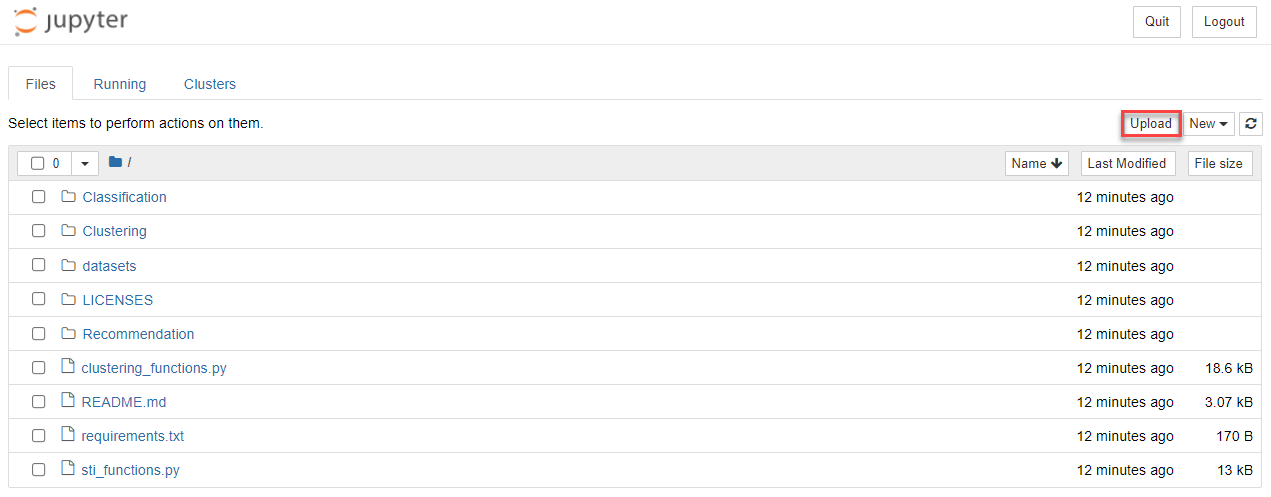 jupyter Quit Logout
Files Running Clusters
Select items to perform actions on them. Upload New
0 / Name Last Modified File size
Classification 12 minutes ago
Clustering 12 minutes ago
datasets 12 minutes ago
LICENSES 12 minutes ago
Recommendation 12 minutes ago
clustering_functions.py 12 minutes ago 18.6 kB
README.md 12 minutes ago 3.07 kB
requirements.txt 12 minutes ago 170 B
sti_functions.py 12 minutes ago 13 kB